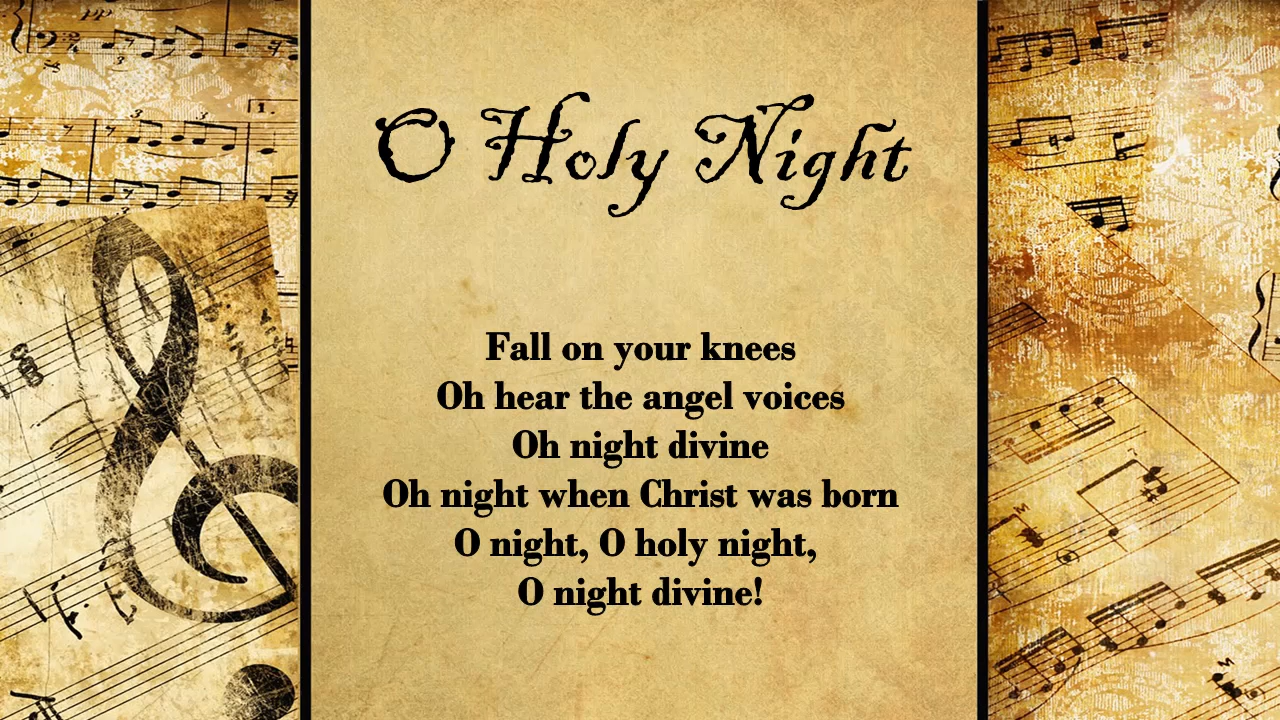 O Holy Night
Fall on your knees
Oh hear the angel voices
Oh night divine
Oh night when Christ was born
O night, O holy night,
O night divine!